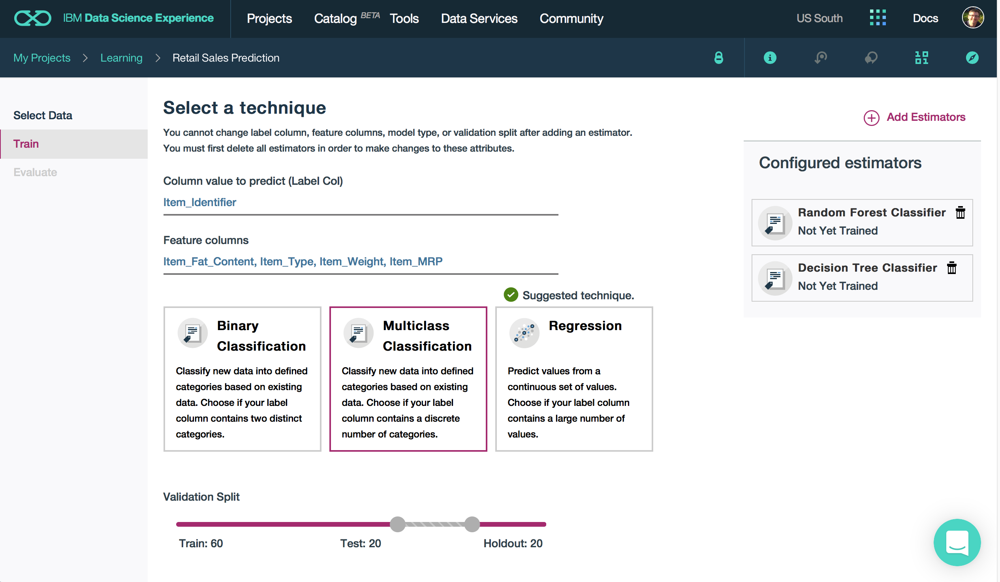 IBM Data Science Experience
Projects
Catalog BETA
Tools
Data Services
Community
US South
Docs
My Projects > Learning > Retail Sales Prediction
Select Data
Train
Evaluate
Select a technique
You cannot change label column, feature columns, model type, or validation split after adding an estimator.
You must first delete all estimators in order to make changes to these attributes.
Column value to predict (Label Col)
Item_Identifier
Feature columns
Item_Fat_Content, Item_Type, Item_Weight, Item_MRP
Suggested technique.
Binary
Classification
Classify new data into defined
categories based on existing
data. Choose if your label
column contains two distinct
categories.
Multiclass
Classification
Classify new data into defined
categories based on existing
data. Choose if your label
column contains a discrete
number of categories.
Regression
Predict values from a
continuous set of values.
Choose if your label column
contains a large number of
values.
Validation Split
Train: 60
Test: 20
Holdout: 20
Add Estimators
Configured estimators
Random Forest Classifier
Not Yet Trained
Decision Tree Classifier
Not Yet Trained